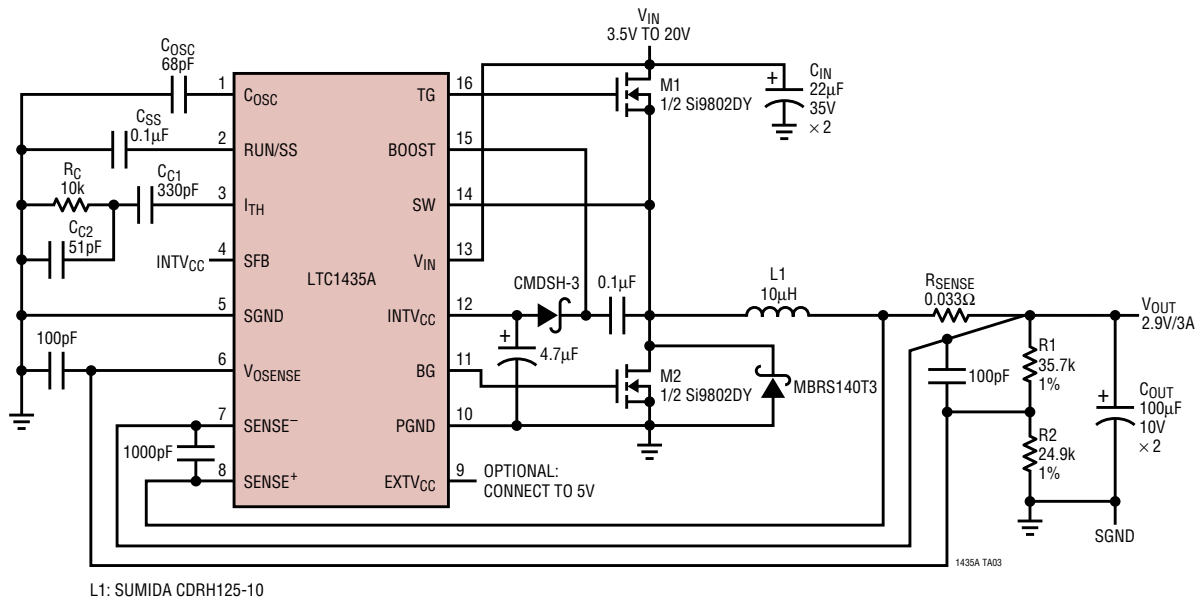 VIN
3.5V TO 20V
COSC
68pF
CSS
0.1µF
RC
10k
CC1
330pF
CC2
51pF
INTVCC
100pF
1000pF
1
2
3
4
5
6
7
8
COSC
RUN/SS
ITH
SFB
SGND
VOSENSE
SENSE–
SENSE+
LTC1435A
TG
BOOST
SW
VIN
INTVCC
BG
PGND
EXTVCC
16
15
14
13
12
11
10
9
M1
1/2 Si9802DY
CIN
22µF
35V
× 2
+
CMDSH-3
0.1µF
+
4.7µF
L1
10µH
RSENSE
0.033Ω
VOUT
2.9V/3A
M2
1/2 Si9802DY
MBRS140T3
100pF
R1
35.7k
1%
R2
24.9k
1%
+
COUT
100µF
10V
× 2
OPTIONAL:
CONNECT TO 5V
SGND
1435A TA03
L1: SUMIDA CDRH125-10